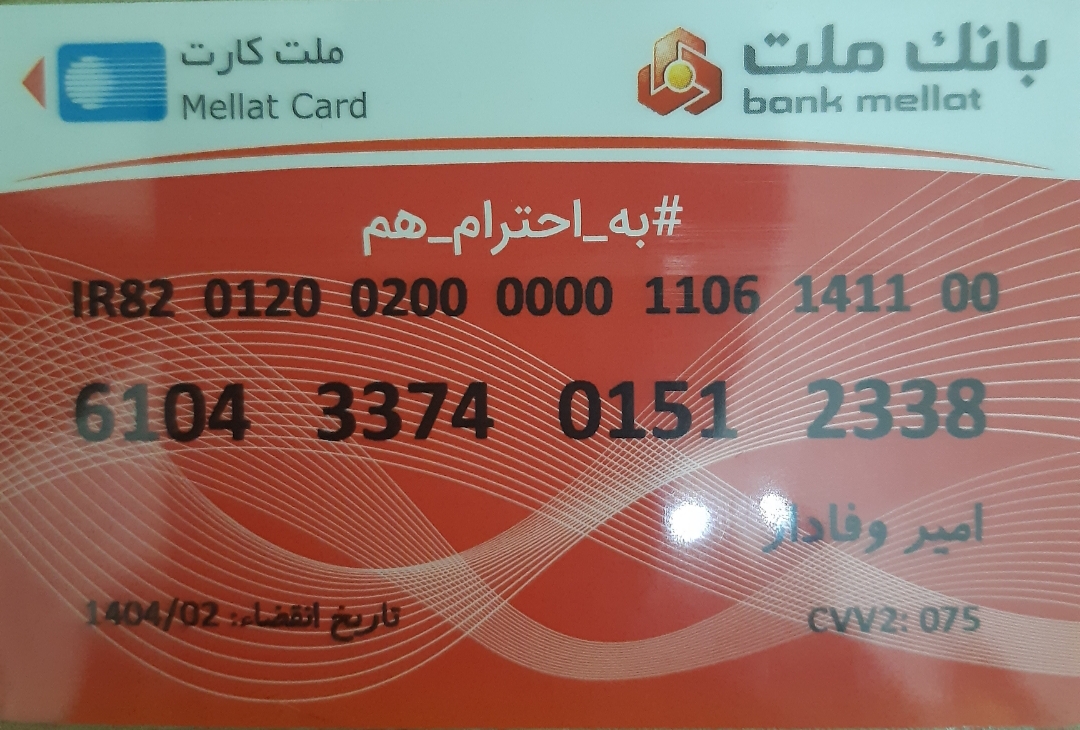 ملت کارت
Mellat Card
بانک ملت
bank mellat
#به_احترام_هم
IR82 0120 0200 0000 1106 1411 00
6104 3374 0151 2338
امیر وفادار
تاریخ انقضاء: 1404/02
CVV2: 075